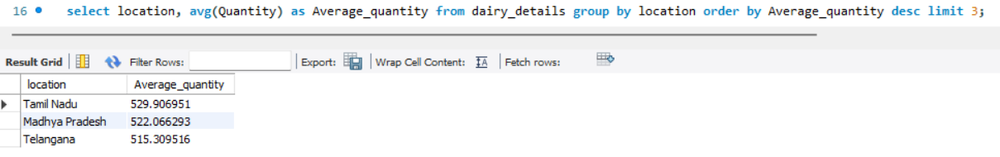 16 select location, avg(Quantity) as Average_quantity from dairy_details group by location order by Average_quantity desc limit 3;
Result Grid Filter Rows: Export: Wrap Cell Content: IA Fetch rows:
location Average_quantity
Tamil Nadu 529.906951
Madhya Pradesh 522.066293
Telangana 515.309516